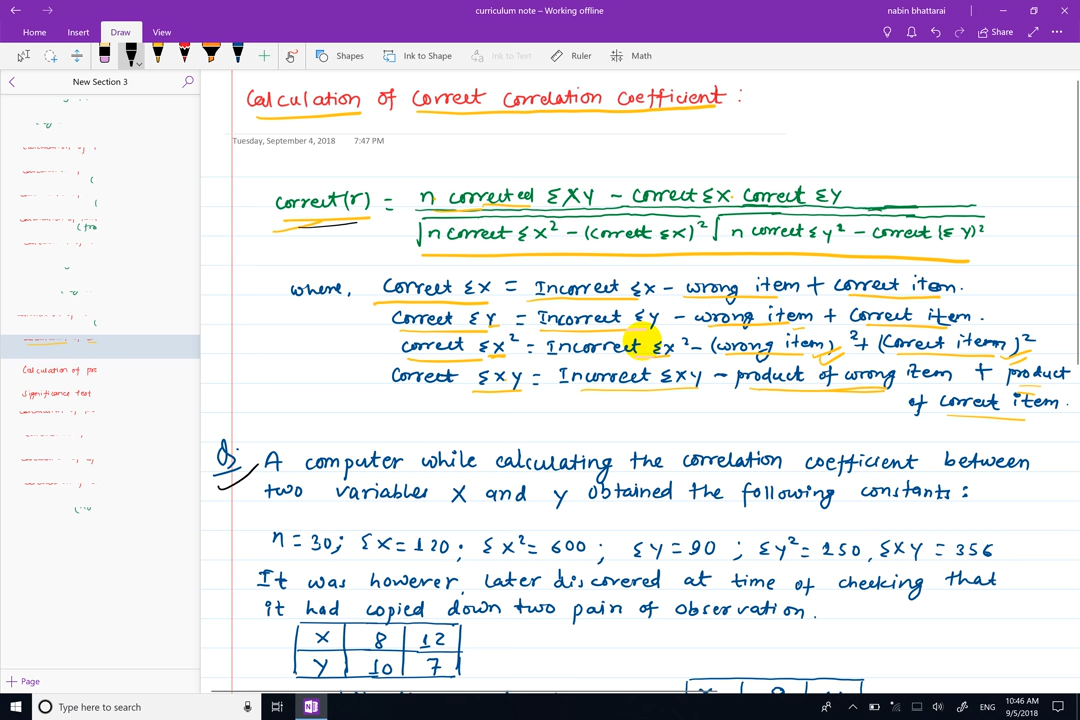 curriculum note – Working offline
nabin bhattarai
Home
Insert
Draw
View
Share
Shapes
Ink to Shape
Ink to Text
Ruler
Math
New Section 3
Calculation of Correct Correlation Coefficient :
Tuesday, September 4, 2018 7:47 PM
Correct(r) = n corrected ΣXY - Correct ΣX. Correct ΣY
√n correct Σx² - (correct Σx)² √n correct Σy² - correct (Σy)²
where, Correct Σx = Incorrect Σx - wrong item + correct item.
Correct Σy = Incorrect Σy - wrong item + Correct item.
correct Σx² = Incorrect Σx² - (wrong item)² + (Correct item)²
Correct Σxy = Incorrect Σxy - product of wrong item + product
of correct item.
Calculation of
Significance test
Q: A computer while calculating the correlation coefficient between
two variables X and y obtained the following constants :
n = 30; Σx = 120; Σx² = 600; Σy = 90; Σy² = 250, Σxy = 356
It was however, later discovered at time of checking that
it had copied down two pain of observation.
X 8 12
Y 10 7
+ Page
Type here to search
ENG
10:46 AM
9/5/2018